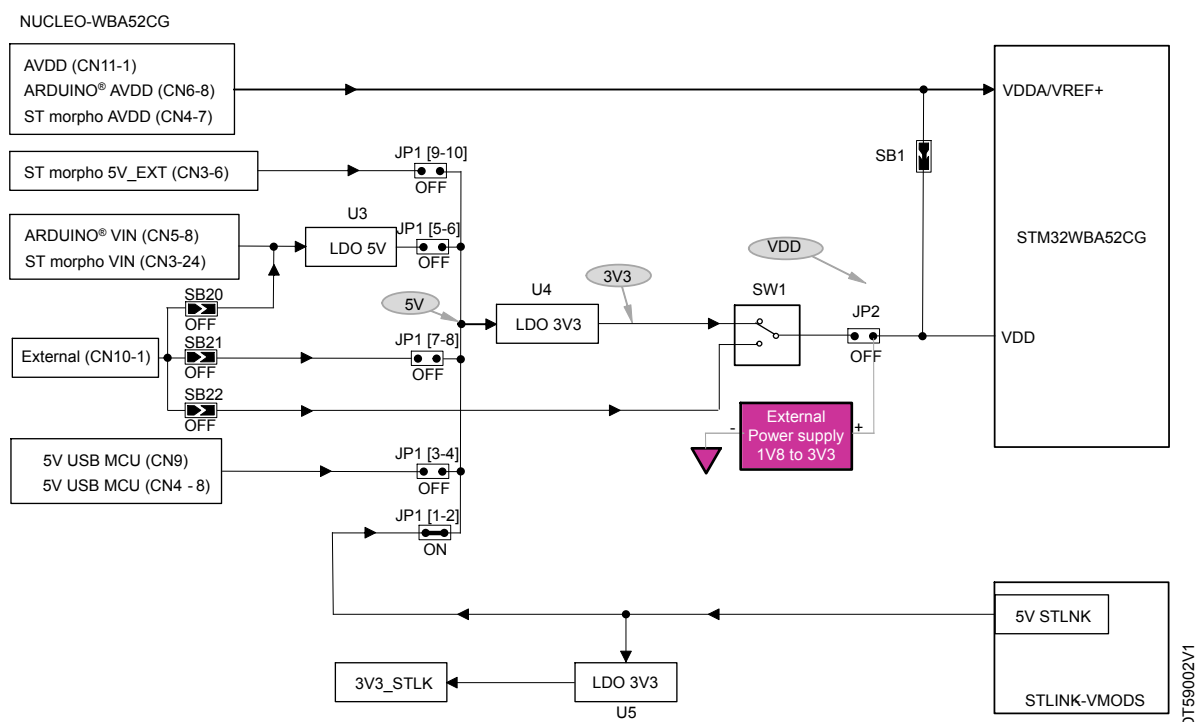 NUCLEO-WBA52CG
AVDD (CN11-1)
ARDUINO® AVDD (CN6-8)
ST morpho AVDD (CN4-7)
VDDA/VREF+
SB1
STM32WBA52CG
ST morpho 5V_EXT (CN3-6)
JP1 [9-10]
OFF
ARDUINO® VIN (CN5-8)
ST morpho VIN (CN3-24)
U3
LDO 5V
JP1 [5-6]
OFF
VDD
3V3
5V
U4
LDO 3V3
SW1
JP2
OFF
VDD
SB20
OFF
External (CN10-1)
SB21
OFF
JP1 [7-8]
OFF
SB22
OFF
-
External
Power supply
1V8 to 3V3
+
5V USB MCU (CN9)
5V USB MCU (CN4 - 8)
JP1 [3-4]
OFF
JP1 [1-2]
ON
5V STLNK
STLINK-VMODS
3V3_STLK
LDO 3V3
U5
DT59002V1